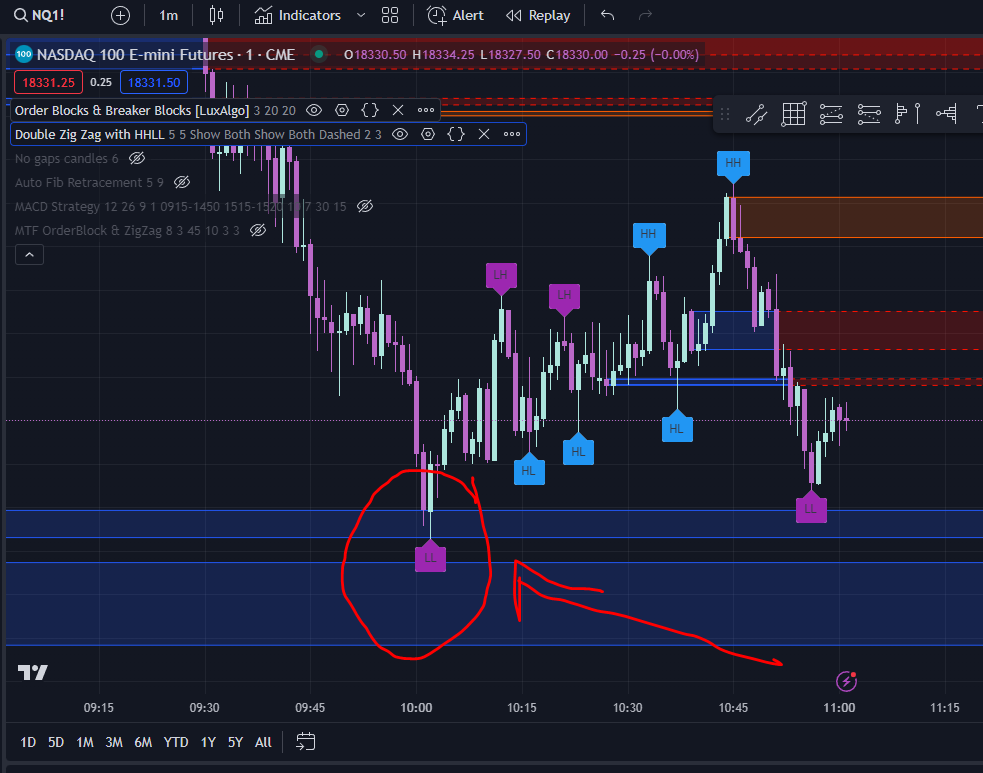 NQ1! 1m Indicators Alert Replay
100 NASDAQ 100 E-mini Futures · 1 · CME O18330.50 H18334.25 L18327.50 C18330.00 −0.25 (−0.00%)
18331.25 0.25 18331.50
Order Blocks & Breaker Blocks [LuxAlgo] 3 20 20
Double Zig Zag with HHLL 5 5 Show Both Show Both Dashed 2 3
No gaps candles 6
Auto Fib Retracement 5 9
MACD Strategy 12 26 9 1 0915-1450 1515-1520 7 30 15
MTF OrderBlock & ZigZag 8 3 45 10 3 3
HH
HH
LH
LH
HL
HL
HL
LL
LL
09:15 09:30 09:45 10:00 10:15 10:30 10:45 11:00 11:15
1D 5D 1M 3M 6M YTD 1Y 5Y All